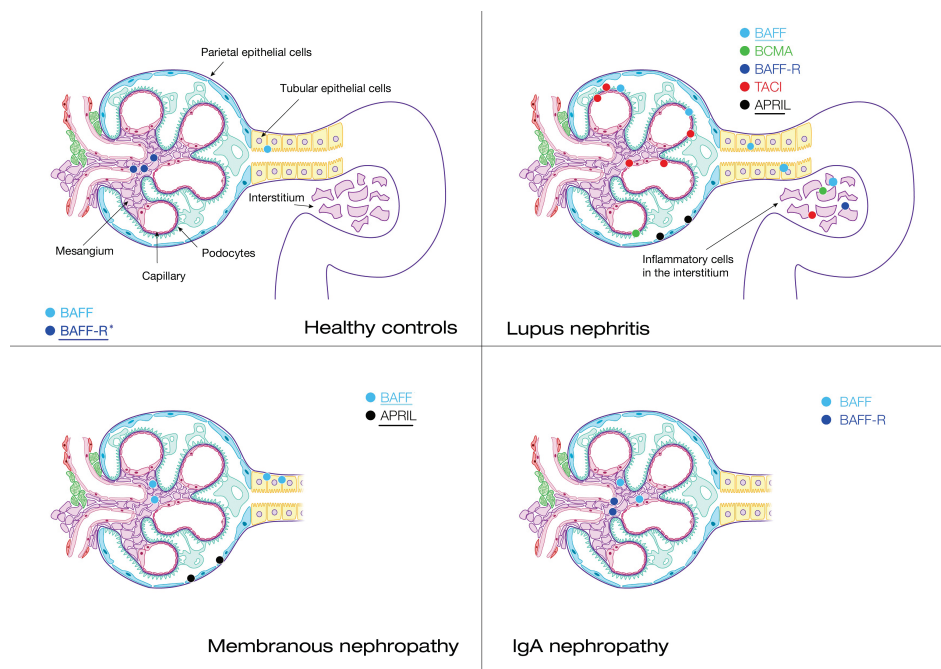 Parietal epithelial cells
Tubular epithelial cells
Interstitium
Mesangium
Podocytes
Capillary
BAFF
BAFF-R*
Healthy controls
BAFF
BCMA
BAFF-R
TACI
APRIL
Inflammatory cells
in the interstitium
Lupus nephritis
BAFF
APRIL
Membranous nephropathy
BAFF
BAFF-R
IgA nephropathy